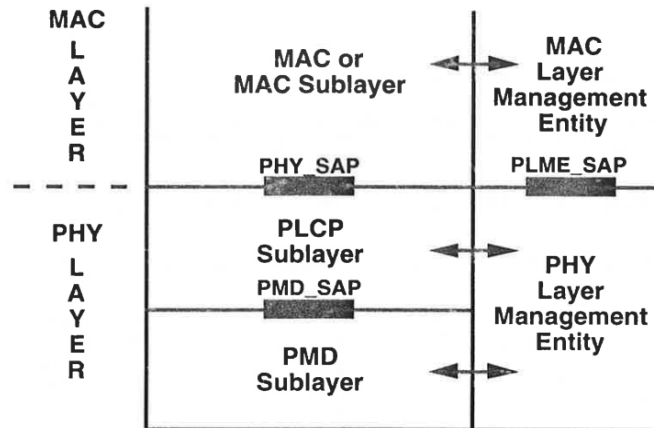 MAC
L
A
Y
E
R
MAC or
MAC Sublayer
MAC
Layer
Management
Entity
PHY_SAP
PLME_SAP
PHY
L
A
Y
E
R
PLCP
Sublayer
PMD_SAP
PMD
Sublayer
PHY
Layer
Management
Entity